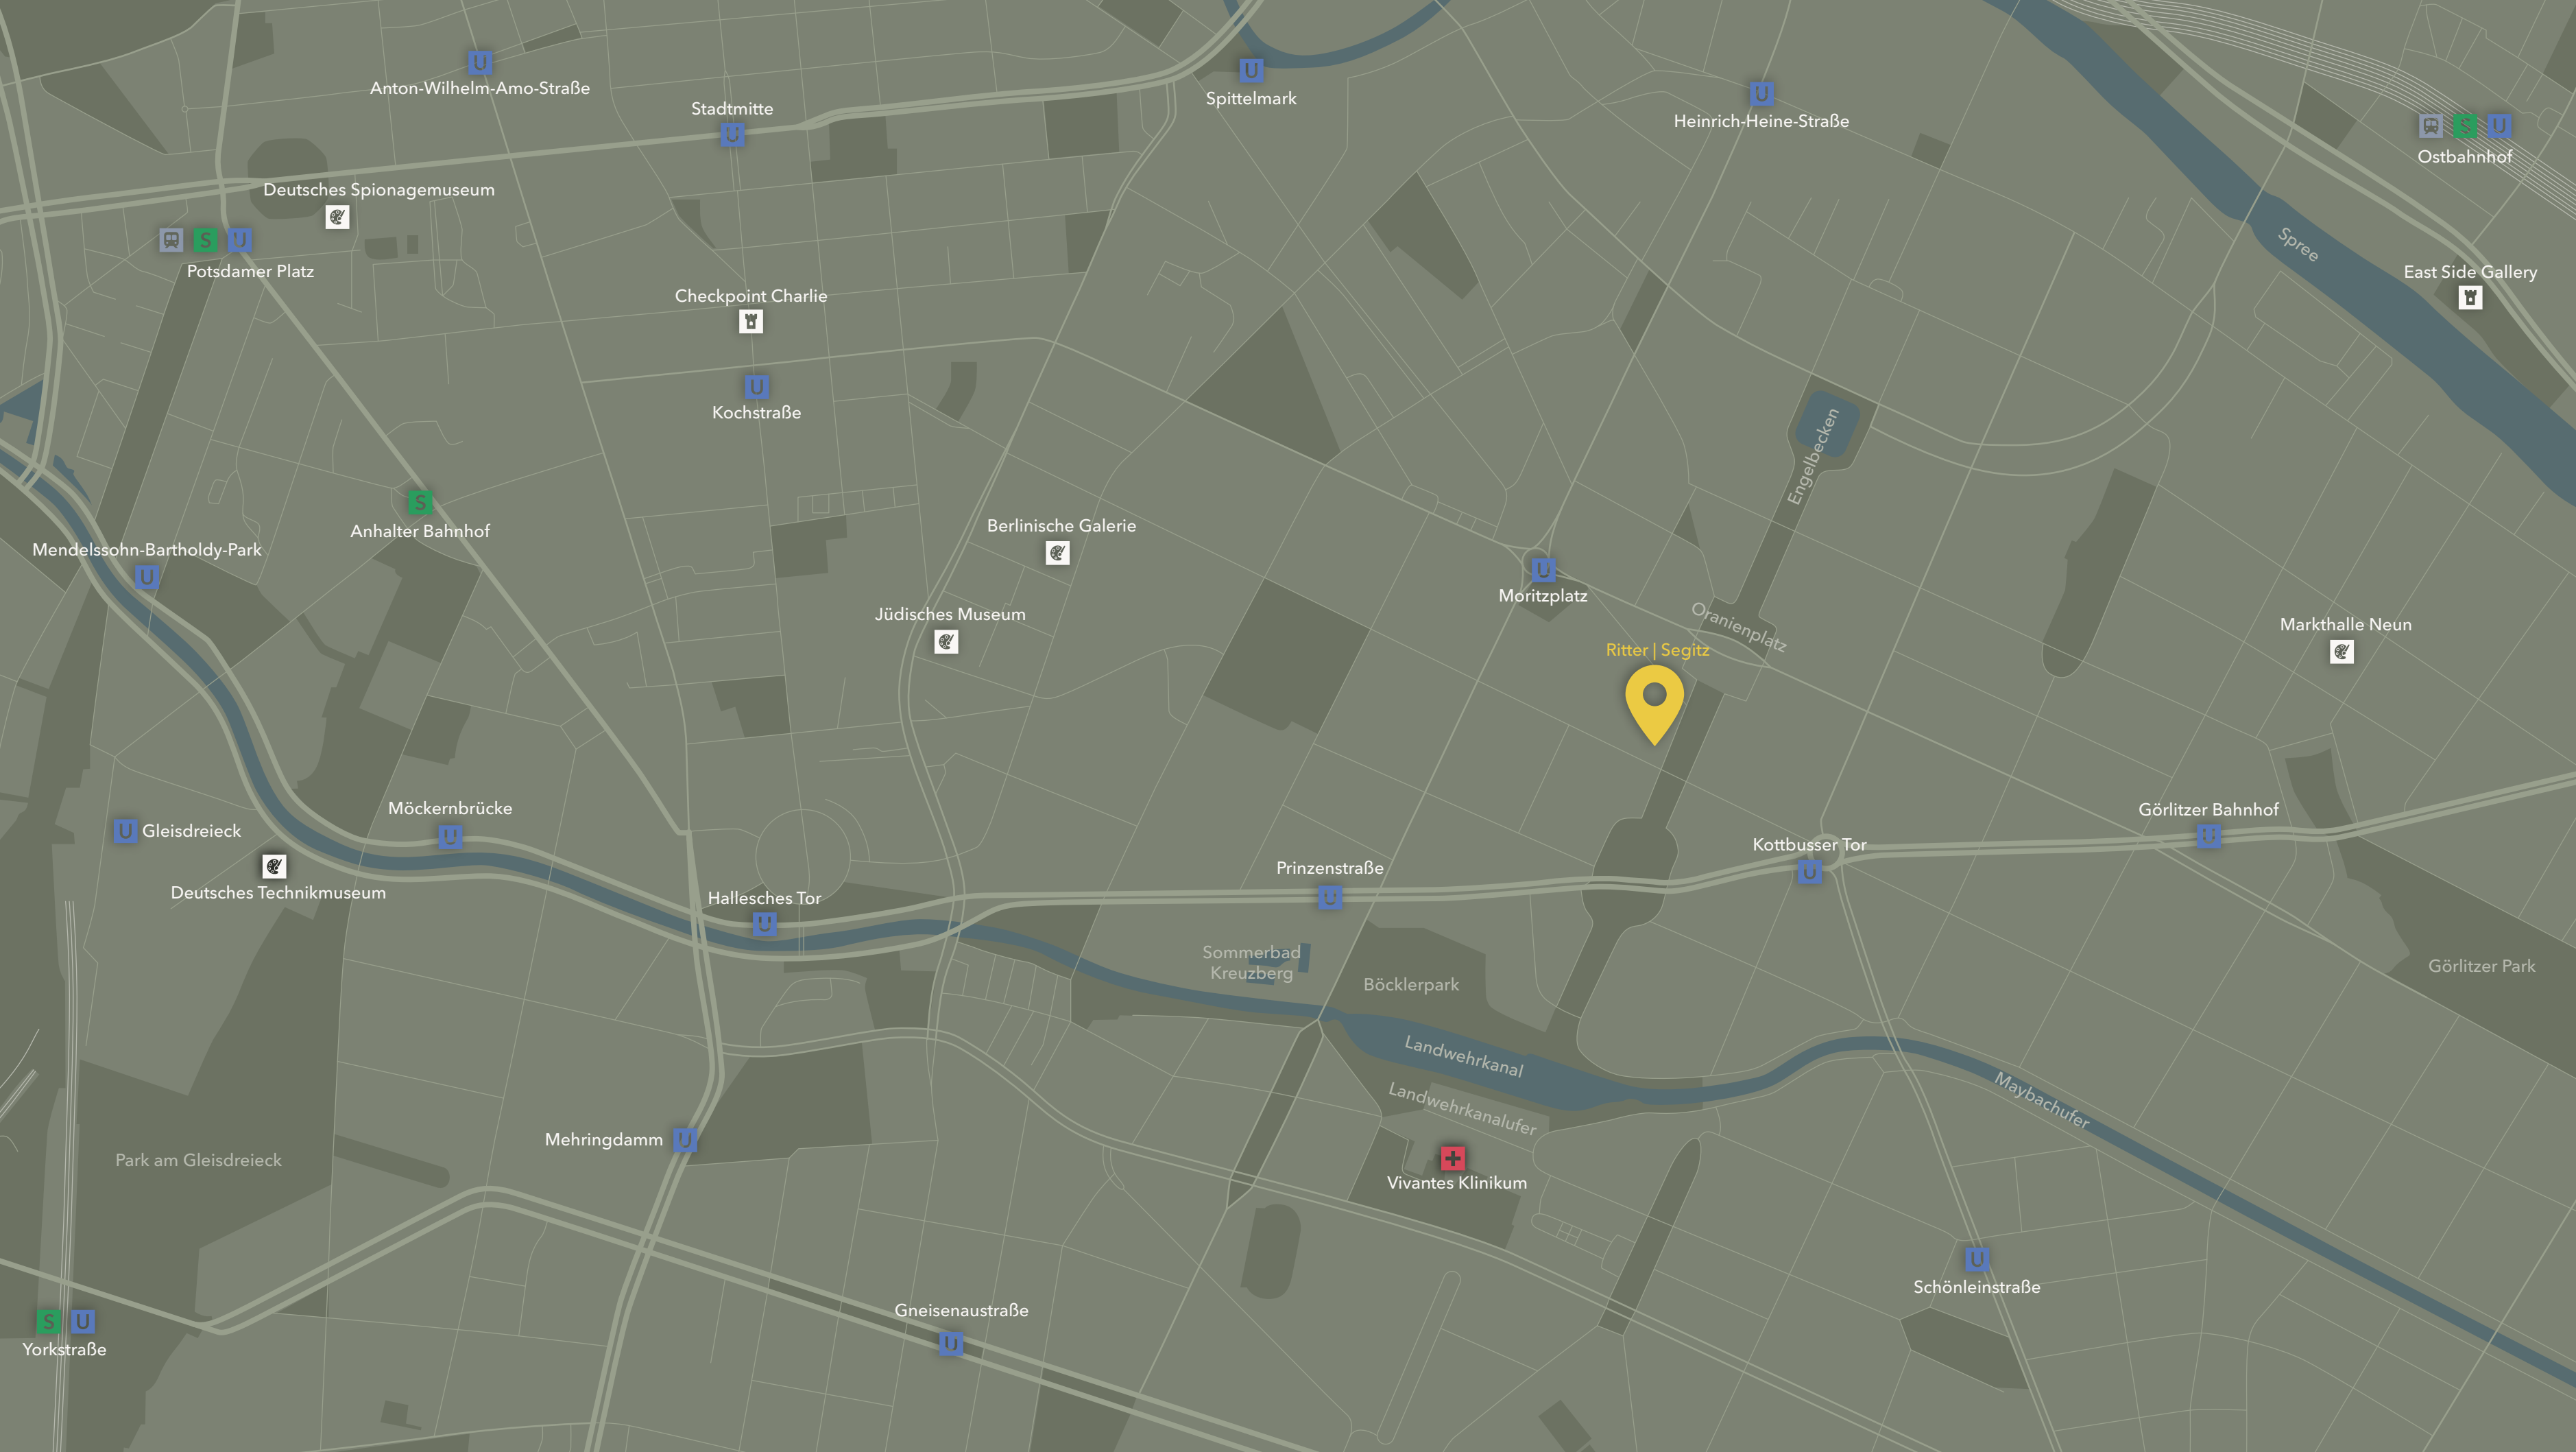 Anton-Wilhelm-Amo-Straße
Stadtmitte
Spittelmark
Heinrich-Heine-Straße
Ostbahnhof
Deutsches Spionagemuseum
Potsdamer Platz
Spree
East Side Gallery
Checkpoint Charlie
Kochstraße
Engelbecken
Anhalter Bahnhof
Berlinische Galerie
Mendelssohn-Bartholdy-Park
Moritzplatz
Jüdisches Museum
Oranienplatz
Markthalle Neun
Ritter | Segitz
Möckernbrücke
Görlitzer Bahnhof
Gleisdreieck
Kottbusser Tor
Prinzenstraße
Deutsches Technikmuseum
Hallesches Tor
Sommerbad
Kreuzberg
Görlitzer Park
Böcklerpark
Landwehrkanal
Landwehrkanalufer
Maybachufer
Mehringdamm
Park am Gleisdreieck
Vivantes Klinikum
Schönleinstraße
Gneisenaustraße
Yorkstraße